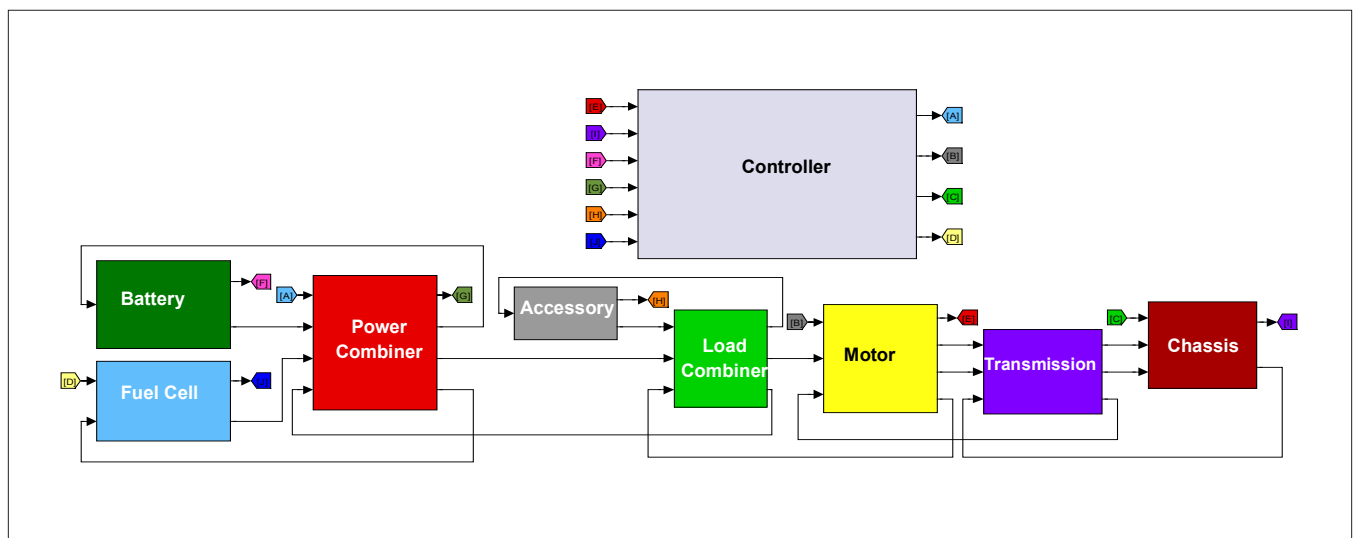 [E]
[I]
[F]
[G]
[H]
[J]
Controller
[A]
[B]
[C]
[D]
Battery
[F]
[A]
Power
Combiner
[G]
Accessory
[H]
Load
Combiner
[B]
Motor
[E]
Transmission
[C]
Chassis
[I]
[D]
Fuel Cell
[J]